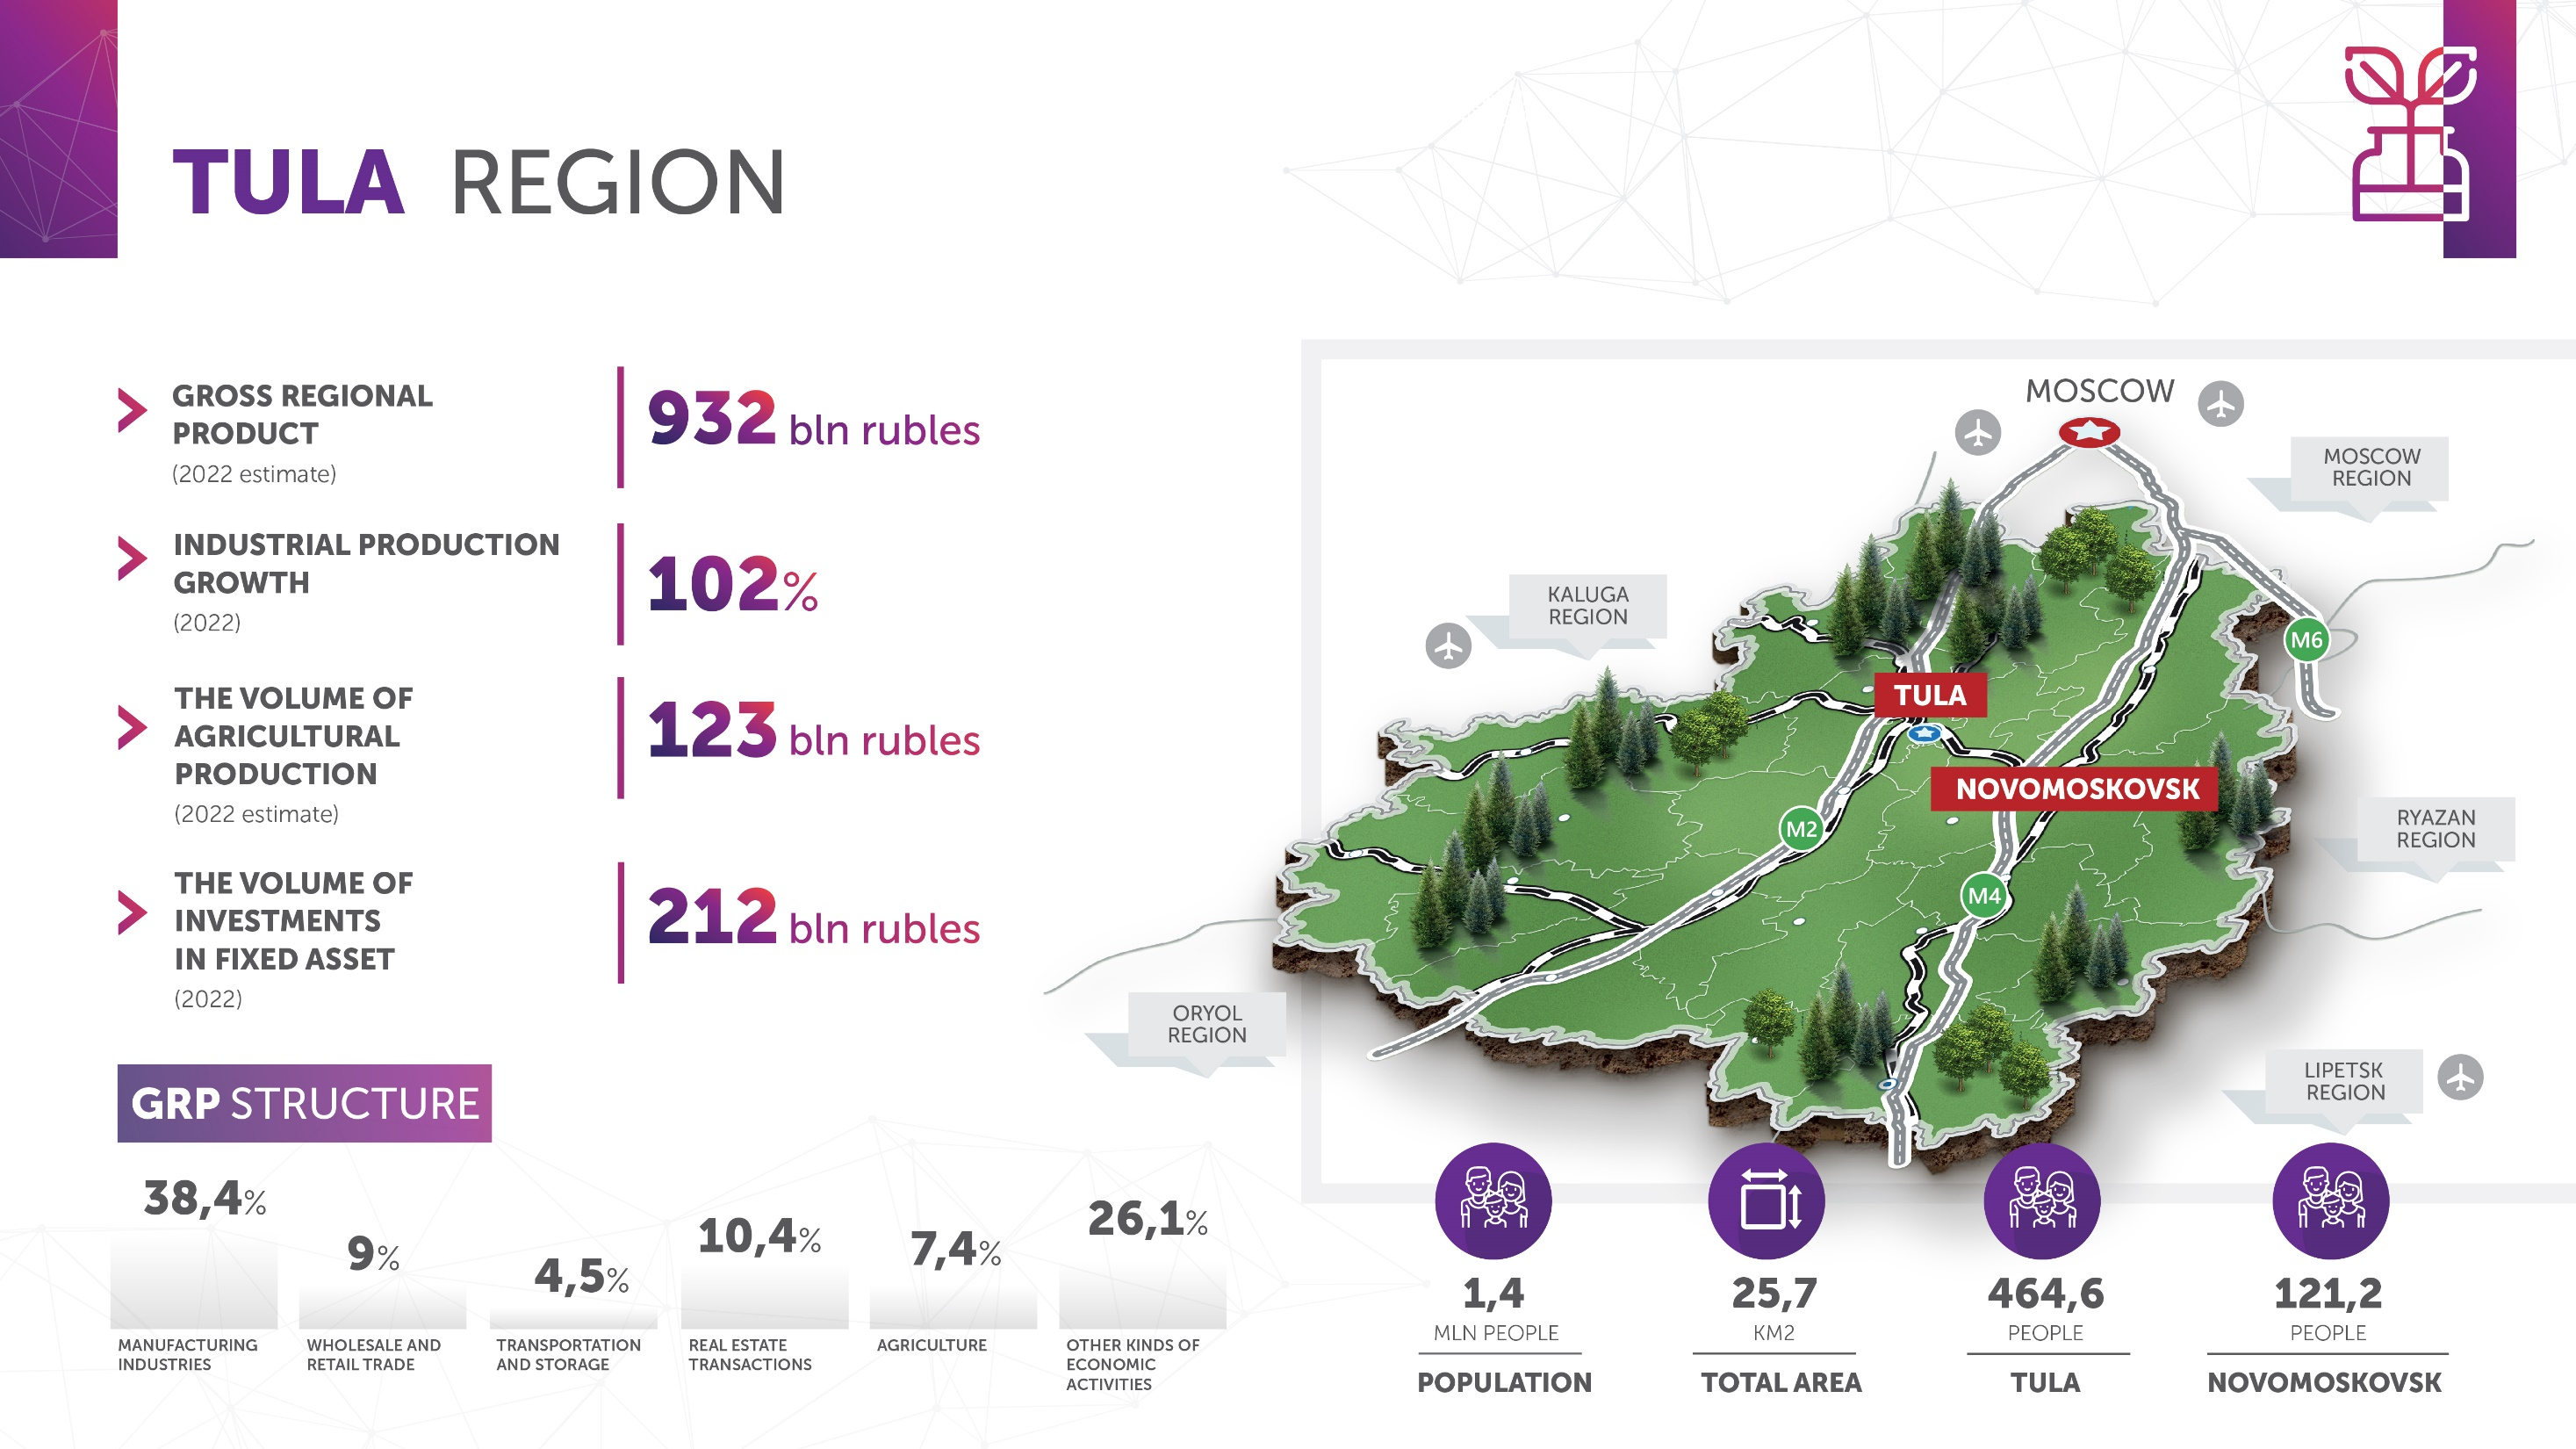 TULA REGION
GROSS REGIONAL
PRODUCT
(2022 estimate)
932 bln rubles
INDUSTRIAL PRODUCTION
GROWTH
(2022)
102%
THE VOLUME OF
AGRICULTURAL
PRODUCTION
(2022 estimate)
123 bln rubles
THE VOLUME OF
INVESTMENTS
IN FIXED ASSET
(2022)
212 bln rubles
GRP STRUCTURE
38,4%
MANUFACTURING
INDUSTRIES
9%
WHOLESALE AND
RETAIL TRADE
4,5%
TRANSPORTATION
AND STORAGE
10,4%
REAL ESTATE
TRANSACTIONS
7,4%
AGRICULTURE
26,1%
OTHER KINDS OF
ECONOMIC
ACTIVITIES
MOSCOW
MOSCOW
REGION
KALUGA
REGION
M6
TULA
NOVOMOSKOVSK
M2
RYAZAN
REGION
M4
ORYOL
REGION
LIPETSK
REGION
1,4
MLN PEOPLE
POPULATION
25,7
KM2
TOTAL AREA
464,6
PEOPLE
TULA
121,2
PEOPLE
NOVOMOSKOVSK